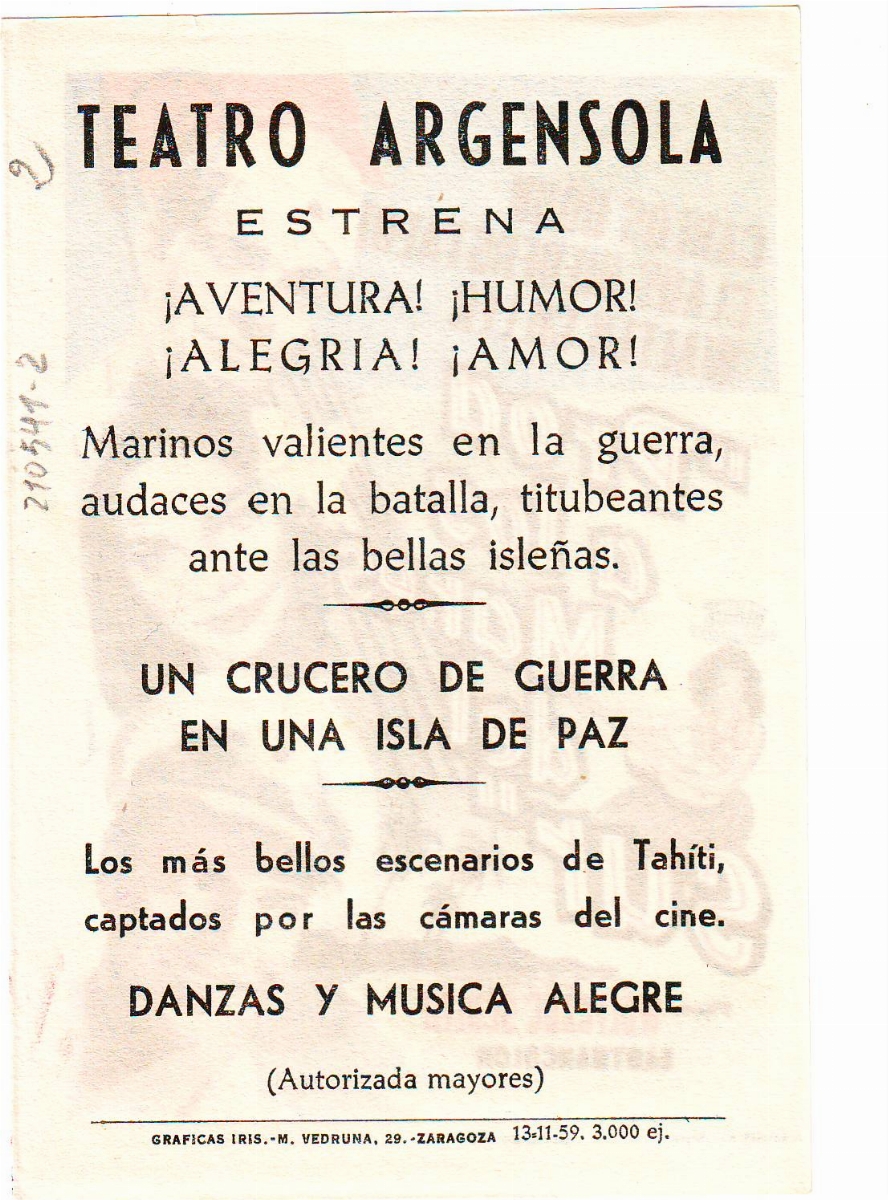 TEATRO ARGENSOLA
ESTRENA
¡AVENTURA! ¡HUMOR!
¡ALEGRIA! ¡AMOR!
Marinos valientes en la guerra,
audaces en la batalla, titubeantes
ante las bellas isleñas.
UN CRUCERO DE GUERRA
EN UNA ISLA DE PAZ
Los más bellos escenarios de Tahíti,
captados por las cámaras del cine.
DANZAS Y MUSICA ALEGRE
(Autorizada mayores)
GRAFICAS IRIS.-M. VEDRUNA, 29.-ZARAGOZA 13-11-59. 3.000 ej.
2)
210541-2